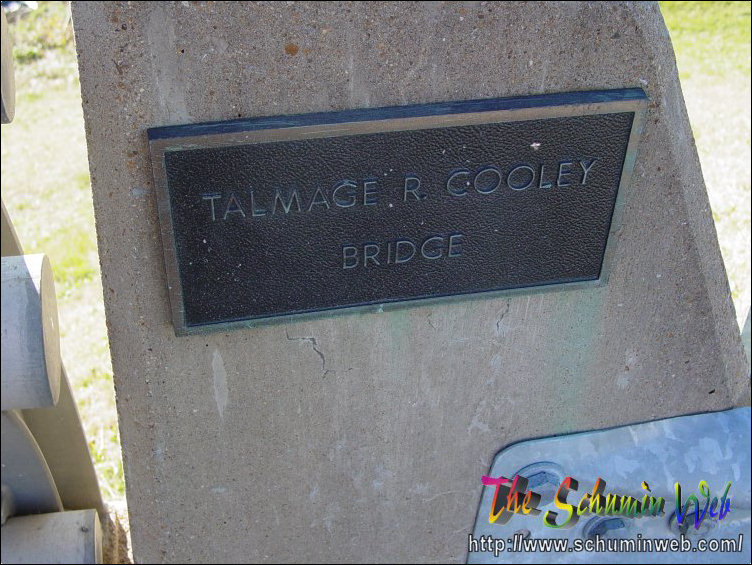 TALMAGE R. COOLEY
BRIDGE
The Schumin Web
http://www.schuminweb.com/